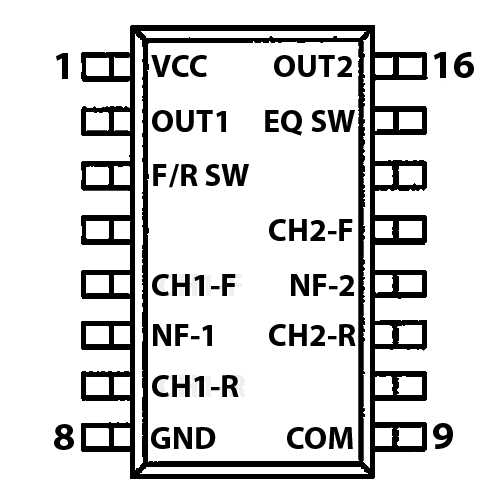 1 VCC OUT2 16
OUT1 EQ SW
F/R SW
CH2-F
CH1-F NF-2
NF-1 CH2-R
CH1-R
8 GND COM 9